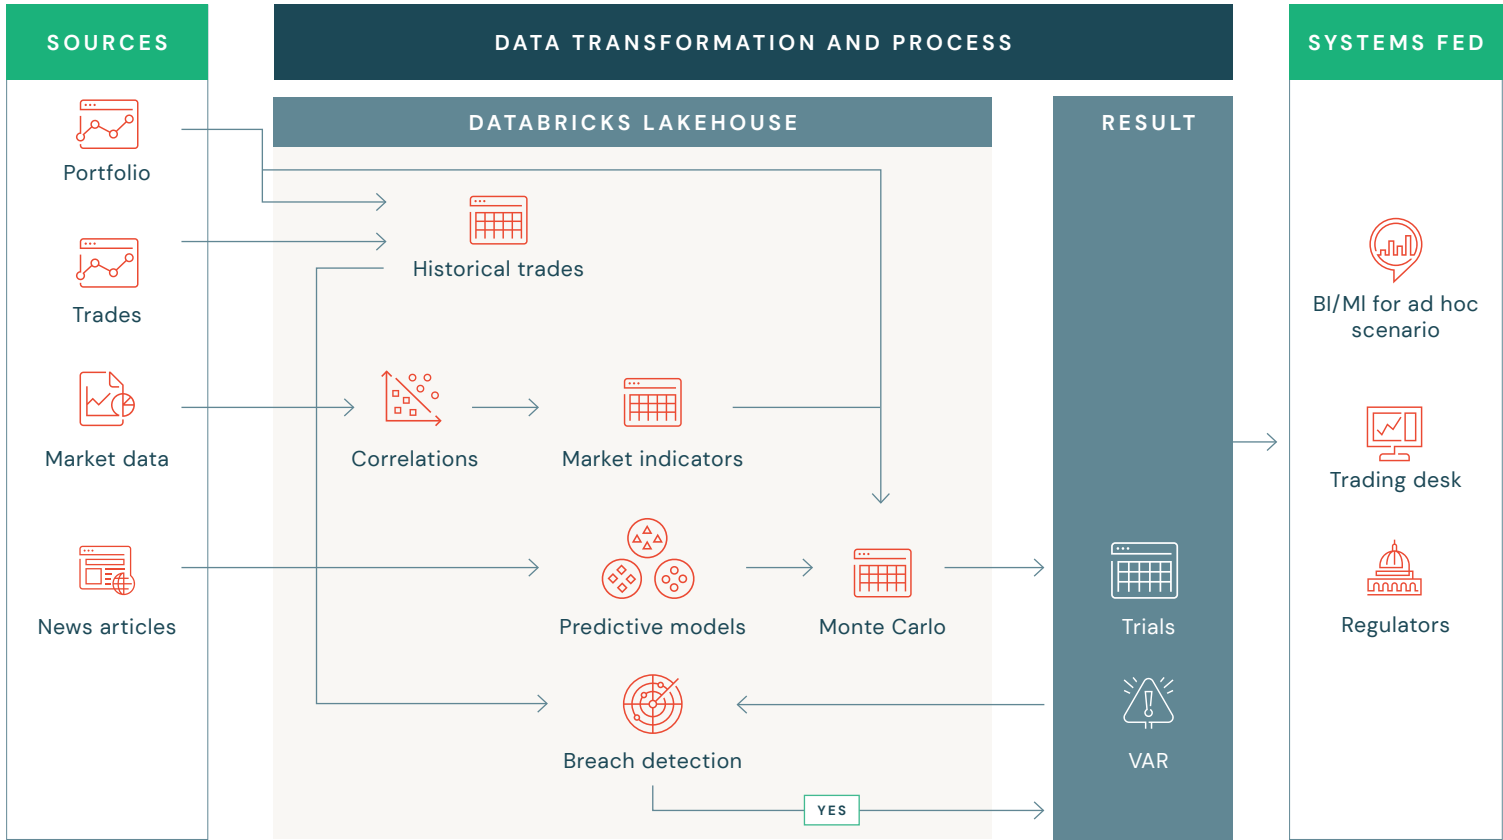 SOURCES
DATA TRANSFORMATION AND PROCESS
SYSTEMS FED
DATABRICKS LAKEHOUSE
RESULT
Portfolio
Trades
Market data
News articles
Historical trades
Correlations
Market indicators
Predictive models
Monte Carlo
Breach detection
YES
Trials
VAR
BI/MI for ad hoc
scenario
Trading desk
Regulators